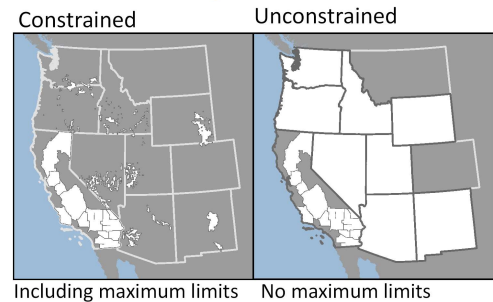 Constrained
Unconstrained
Including maximum limits
No maximum limits